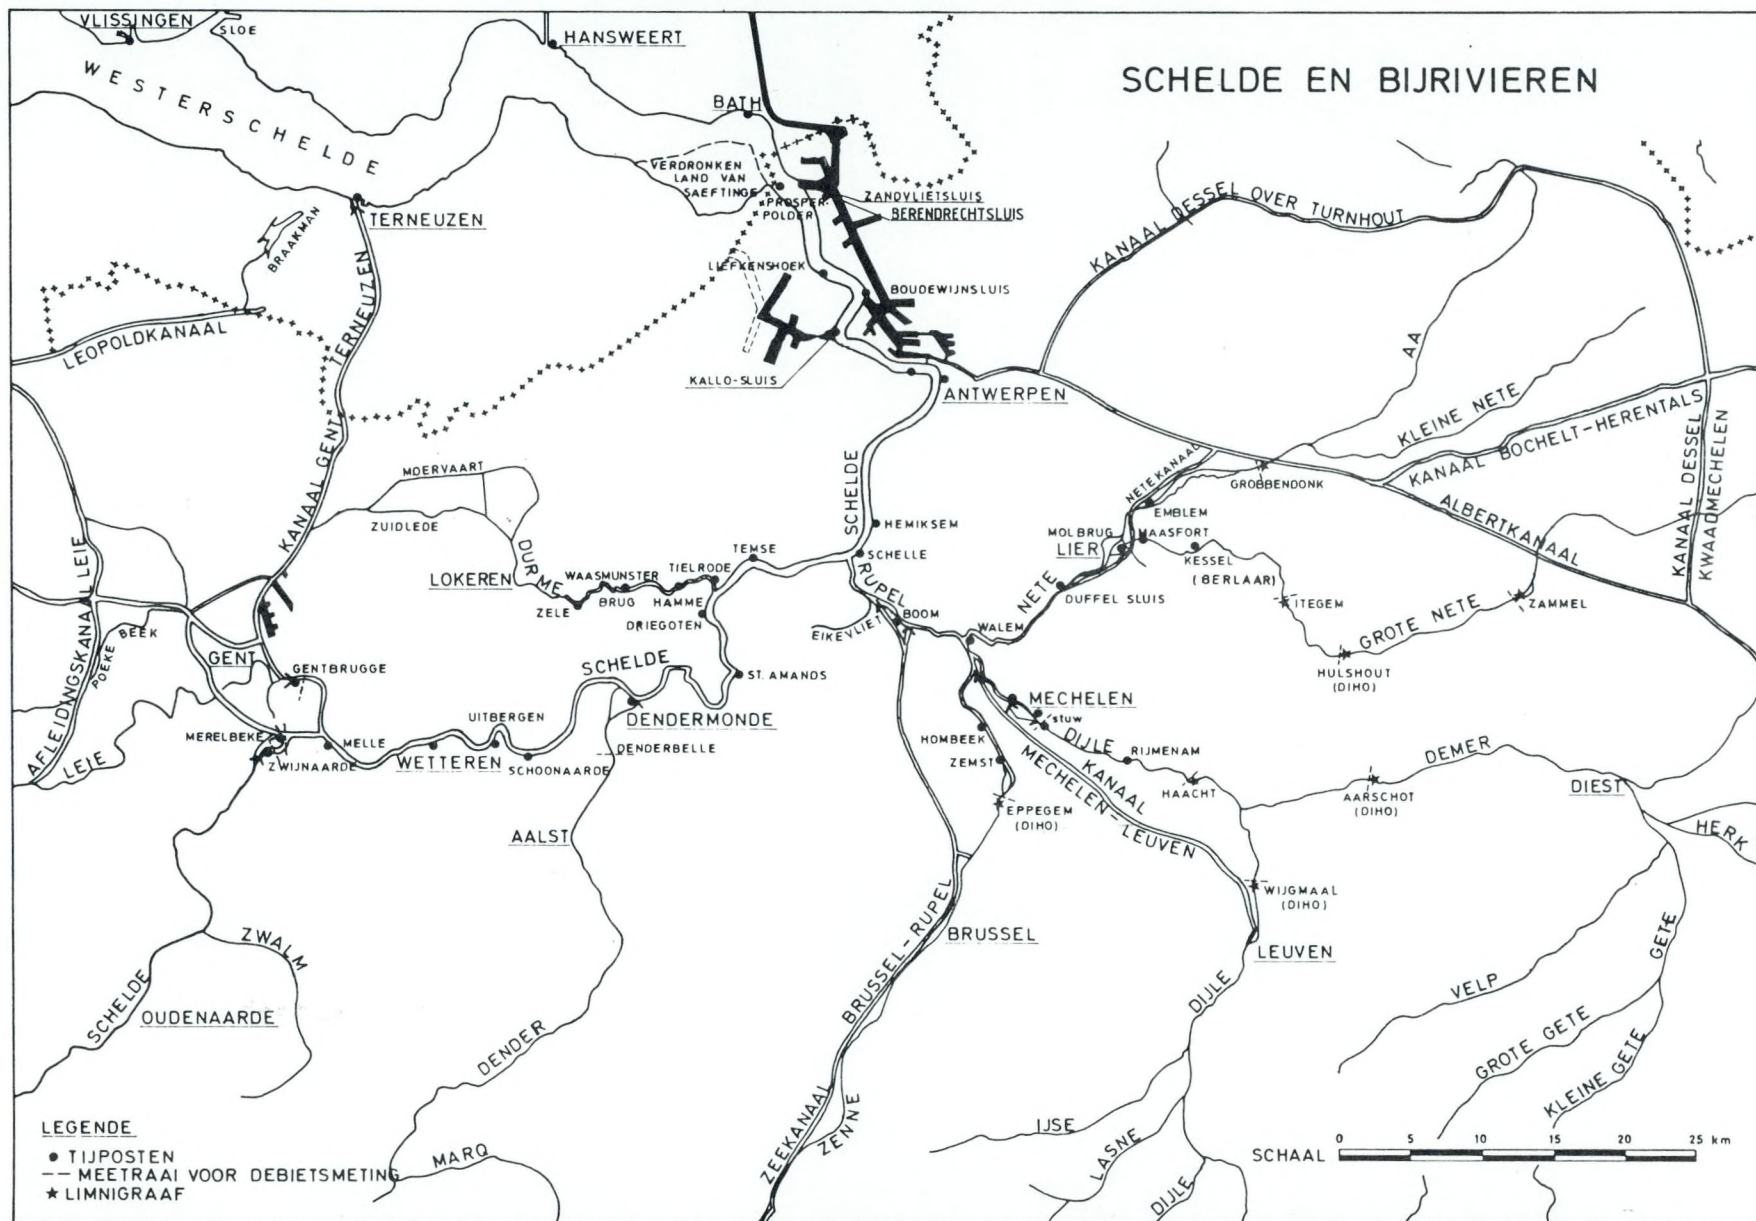 SCHELDE EN BIJRIVIEREN
VLISSINGEN
SLOE
HANSWEERT
WESTERSCHELDE
BATH
VERDRONKEN
LAND VAN
SAEFTINGE
PROSPER-
POLDER
ZANDVLIETSLUIS
BERENDRECHTSLUIS
TERNEUZEN
BRAAKMAN
LIEFKENSHOEK
BOUDEWIJNSLUIS
KANAAL DESSEL OVER TURNHOUT
LEOPOLDKANAAL
KANAAL GENT TERNEUZEN
KALLO-SLUIS
ANTWERPEN
AA
KLEINE NETE
KANAAL BOCHELT-HERENTALS
KANAAL DESSEL
KWAADMECHELEN
ALBERTKANAAL
MOERVAART
ZUIDLEDE
DURME
LOKEREN
ZELE
WAASMUNSTER
BRUG
HAMME
TIELRODE
TEMSE
DRIEGOTEN
SCHELDE
HEMIKSEM
SCHELLE
RUPEL
EIKEVLIET
BOOM
WALEM
NETE
NETEKANAAL
GROBBENDONK
EMBLEM
MOLBRUG
MAASFORT
LIER
KESSEL
(BERLAAR)
DUFFEL SLUIS
ITEGEM
GROTE NETE
ZAMMEL
HULSHOUT
(DIHO)
AFLEIDINGSKANAAL LEIE
POEKE BEEK
LEIE
GENT
GENTBRUGGE
MERELBEKE
ZWIJNAARDE
MELLE
WETTEREN
UITBERGEN
SCHOONAARDE
SCHELDE
ST. AMANDS
DENDERMONDE
DENDERBELLE
AALST
MECHELEN
stuw
HOMBEEK
ZEMST
EPPEGEM
(DIHO)
DIJLE
RIJMENAM
HAACHT
KANAAL
MECHELEN-LEUVEN
DEMER
AARSCHOT
(DIHO)
DIEST
HERK
WIJGMAAL
(DIHO)
LEUVEN
BRUSSEL
ZEEKANAAL BRUSSEL-RUPEL
ZENNE
ZWALM
SCHELDE
OUDENAARDE
DENDER
MARQ
DIJLE
IJSE
LASNE
DIJLE
VELP
GETE
GROTE GETE
KLEINE GETE
LEGENDE
TIJPOSTEN
MEETRAAI VOOR DEBIETSMETING
LIMNIGRAAF
SCHAAL 0 5 10 15 20 25 km